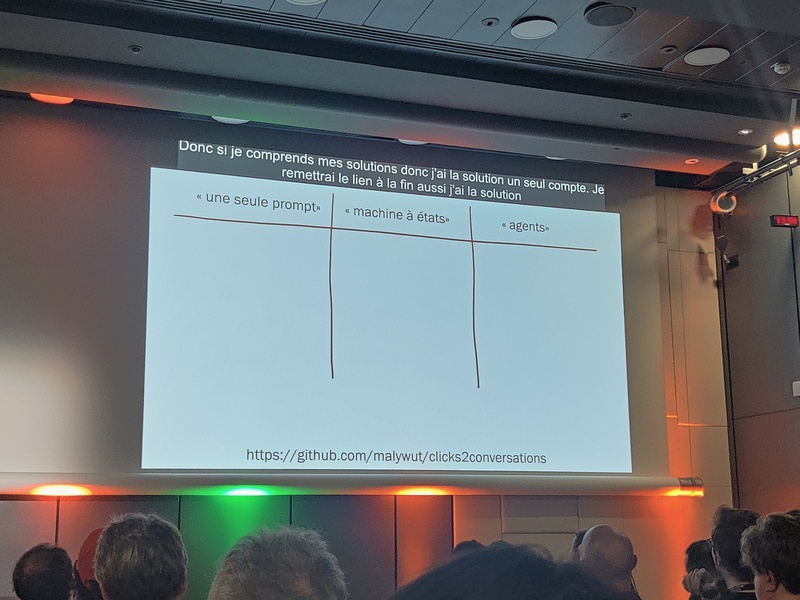 Donc si je comprends mes solutions donc j'ai la solution un seul compte. Je
remettrai le lien à la fin aussi j'ai la solution
« une seule prompt» « machine à états» « agents»
https://github.com/malywut/clicks2conversations